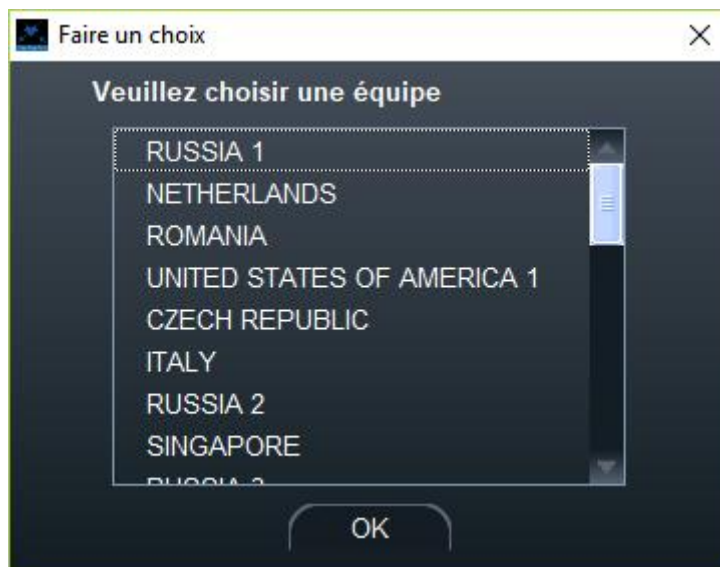 Faire un choix
Veuillez choisir une équipe
RUSSIA 1
NETHERLANDS
ROMANIA
UNITED STATES OF AMERICA 1
CZECH REPUBLIC
ITALY
RUSSIA 2
SINGAPORE
OK